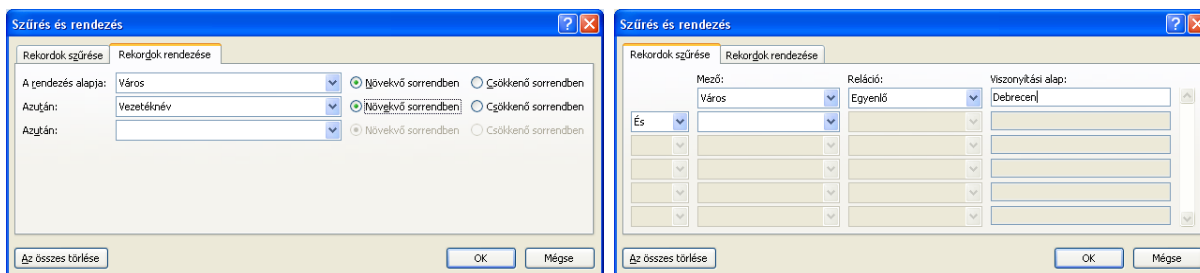 Szűrés és rendezés
Rekordok szűrése Rekordok rendezése
A rendezés alapja: Város Növekvő sorrendben Csökkenő sorrendben
Azután: Vezetéknév Növekvő sorrendben Csökkenő sorrendben
Azután: Növekvő sorrendben Csökkenő sorrendben
Az összes törlése OK Mégse
Szűrés és rendezés
Rekordok szűrése Rekordok rendezése
Mező: Reláció: Viszonyítási alap:
Város Egyenlő Debrecen
És
Az összes törlése OK Mégse